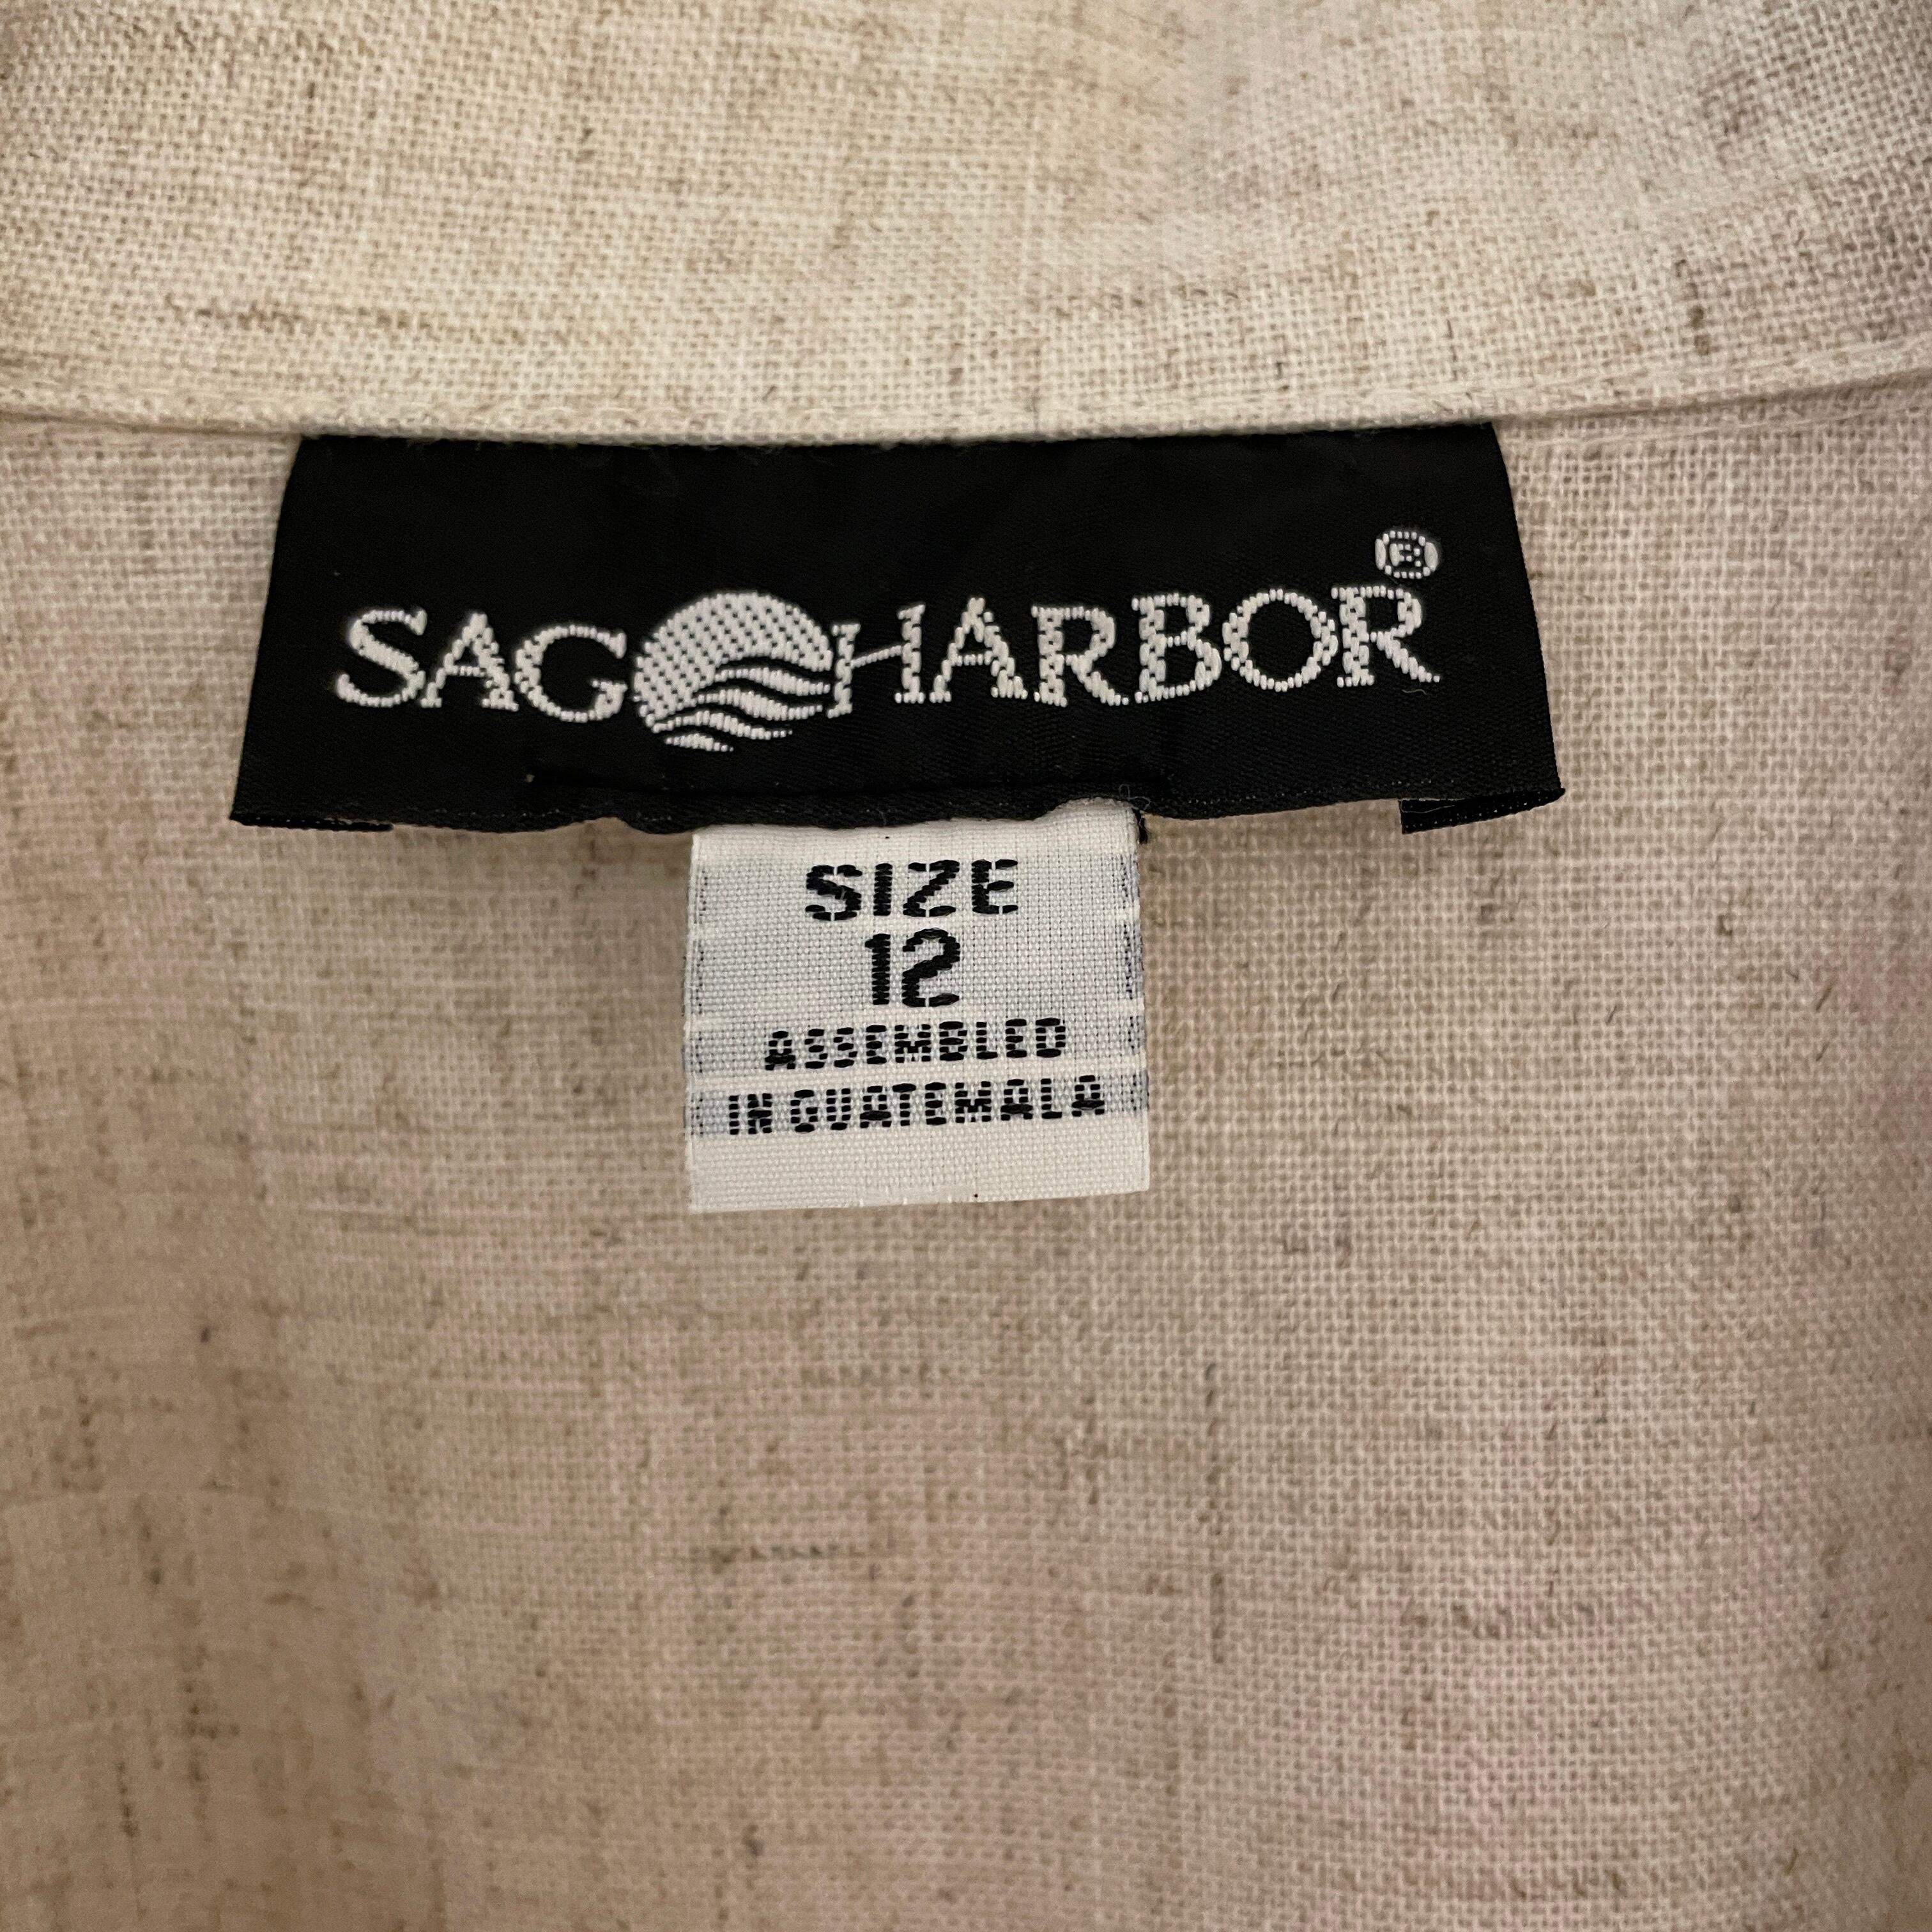 SAG HARBOR®
SIZE
12
ASSEMBLED
IN GUATEMALA